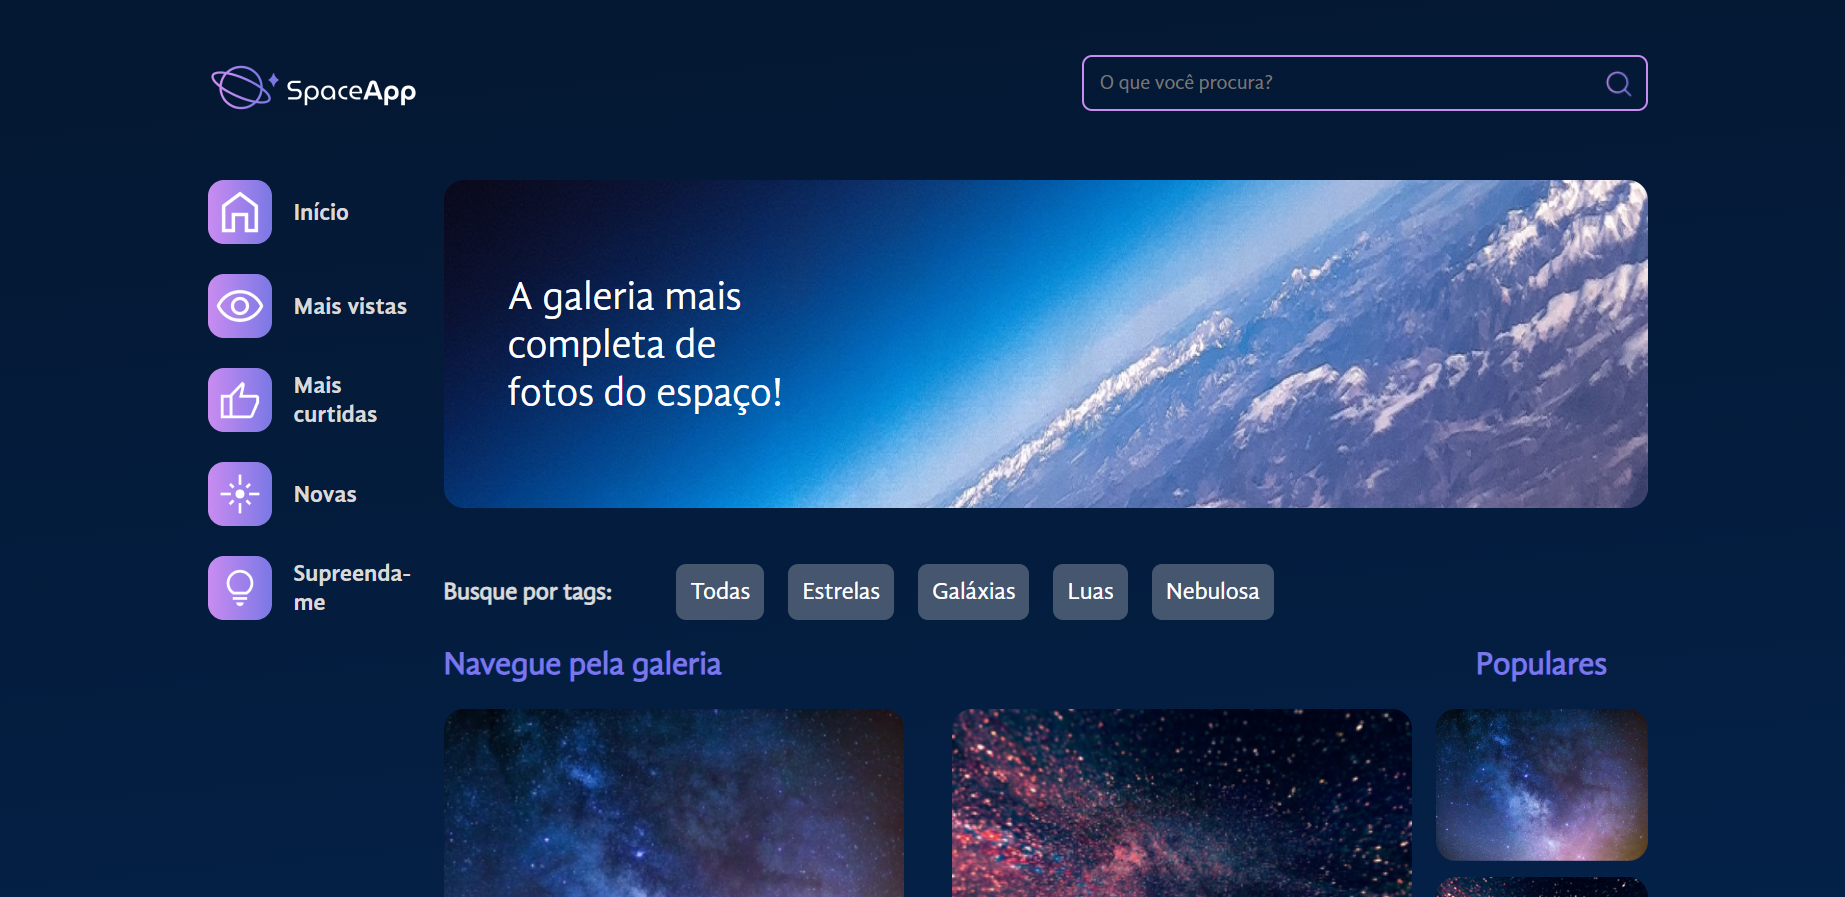 SpaceApp
O que você procura?
Início
Mais vistas
Mais
curtidas
Novas
Supreenda-
me
A galeria mais
completa de
fotos do espaço!
Busque por tags:
Todas
Estrelas
Galáxias
Luas
Nebulosa
Navegue pela galeria
Populares